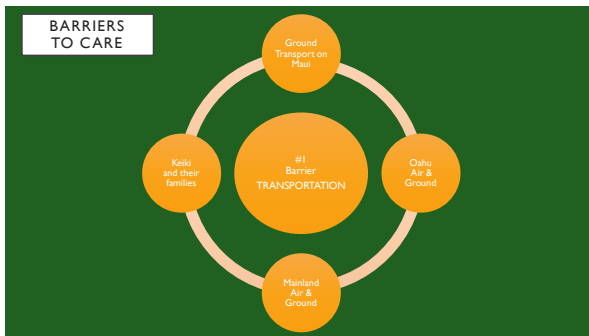 BARRIERS
TO CARE
Ground
Transport on
Maui
Keiki
and their
families
#1
Barrier
TRANSPORTATION
Oahu
Air &
Ground
Mainland
Air &
Ground